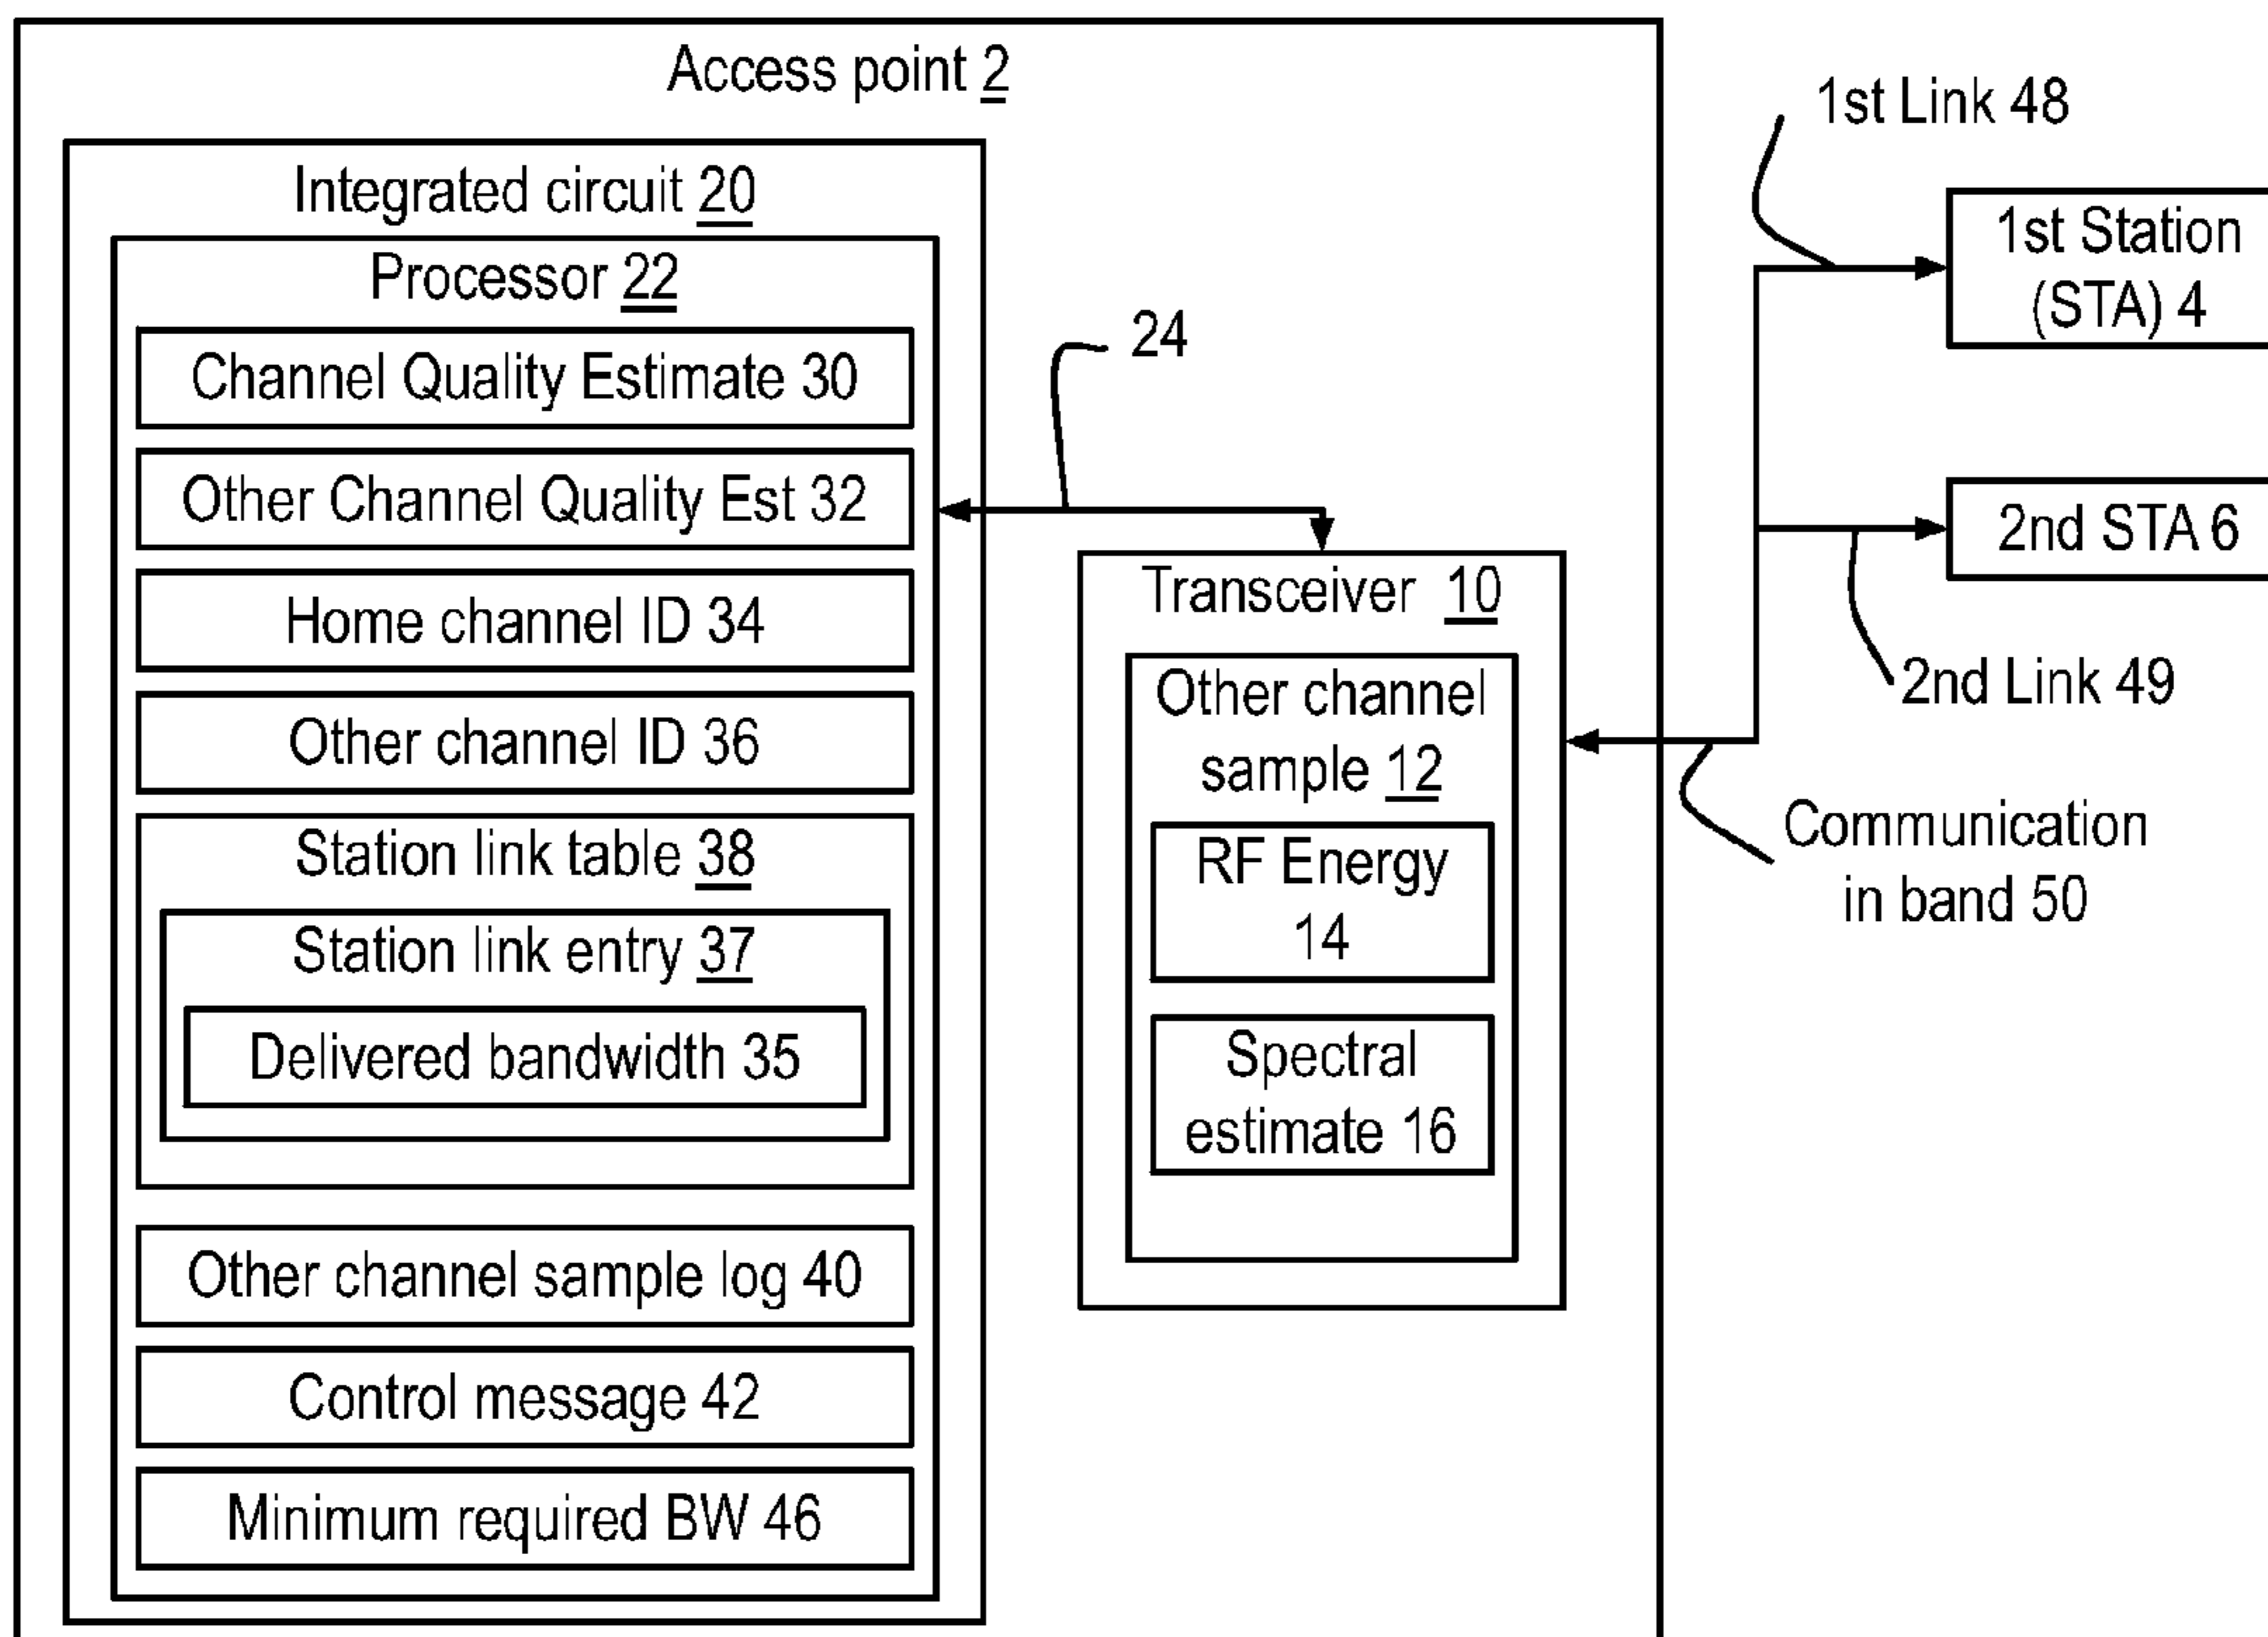 Access point 2
Integrated circuit 20
Processor 22
Channel Quality Estimate 30
Other Channel Quality Est 32
Home channel ID 34
Other channel ID 36
Station link table 38
Station link entry 37
Delivered bandwidth 35
Other channel sample log 40
Control message 42
Minimum required BW 46
24
Transceiver 10
Other channel
sample 12
RF Energy
14
Spectral
estimate 16
1st Link 48
1st Station
(STA) 4
2nd STA 6
2nd Link 49
Communication
in band 50